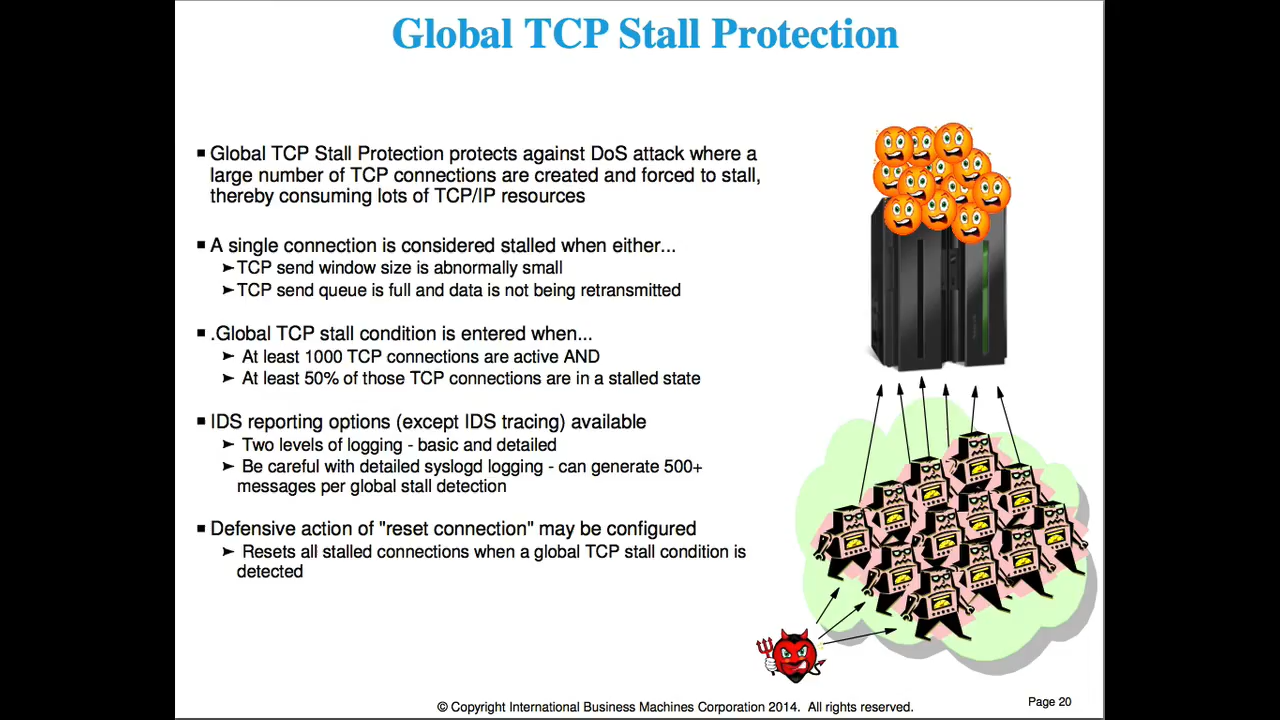 Global TCP Stall Protection
▪ Global TCP Stall Protection protects against DoS attack where a
large number of TCP connections are created and forced to stall,
thereby consuming lots of TCP/IP resources
▪ A single connection is considered stalled when either...
➤TCP send window size is abnormally small
➤TCP send queue is full and data is not being retransmitted
▪ .Global TCP stall condition is entered when...
➤ At least 1000 TCP connections are active AND
➤ At least 50% of those TCP connections are in a stalled state
▪ IDS reporting options (except IDS tracing) available
➤ Two levels of logging - basic and detailed
➤ Be careful with detailed syslogd logging - can generate 500+
messages per global stall detection
▪ Defensive action of "reset connection" may be configured
➤ Resets all stalled connections when a global TCP stall condition is
detected
© Copyright International Business Machines Corporation 2014. All rights reserved.
Page 20